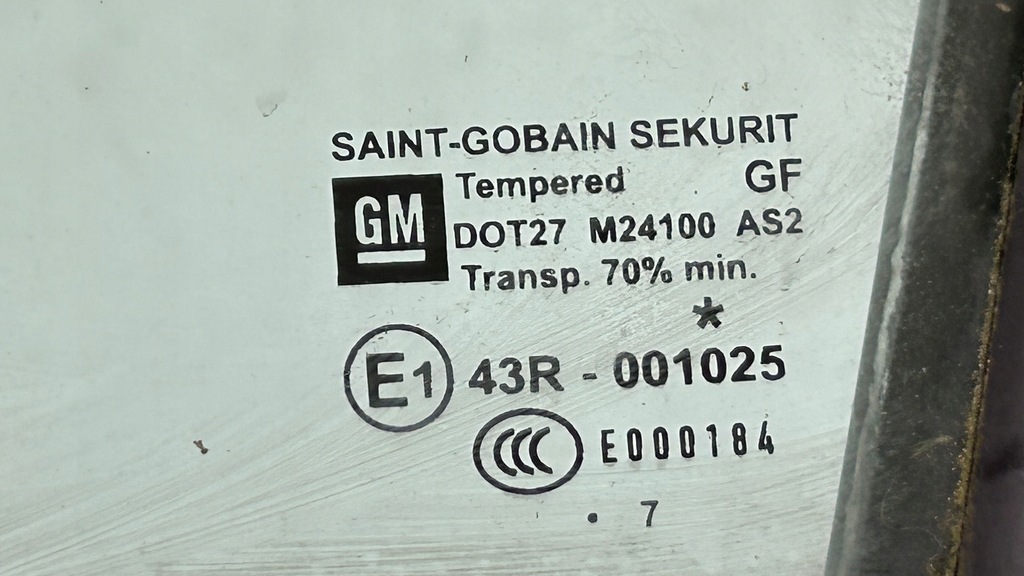 SAINT-GOBAIN SEKURIT
GM Tempered GF
DOT27 M24100 AS2
Transp. 70% min.
*
E1 43R - 001025
CCC E000184
. 7